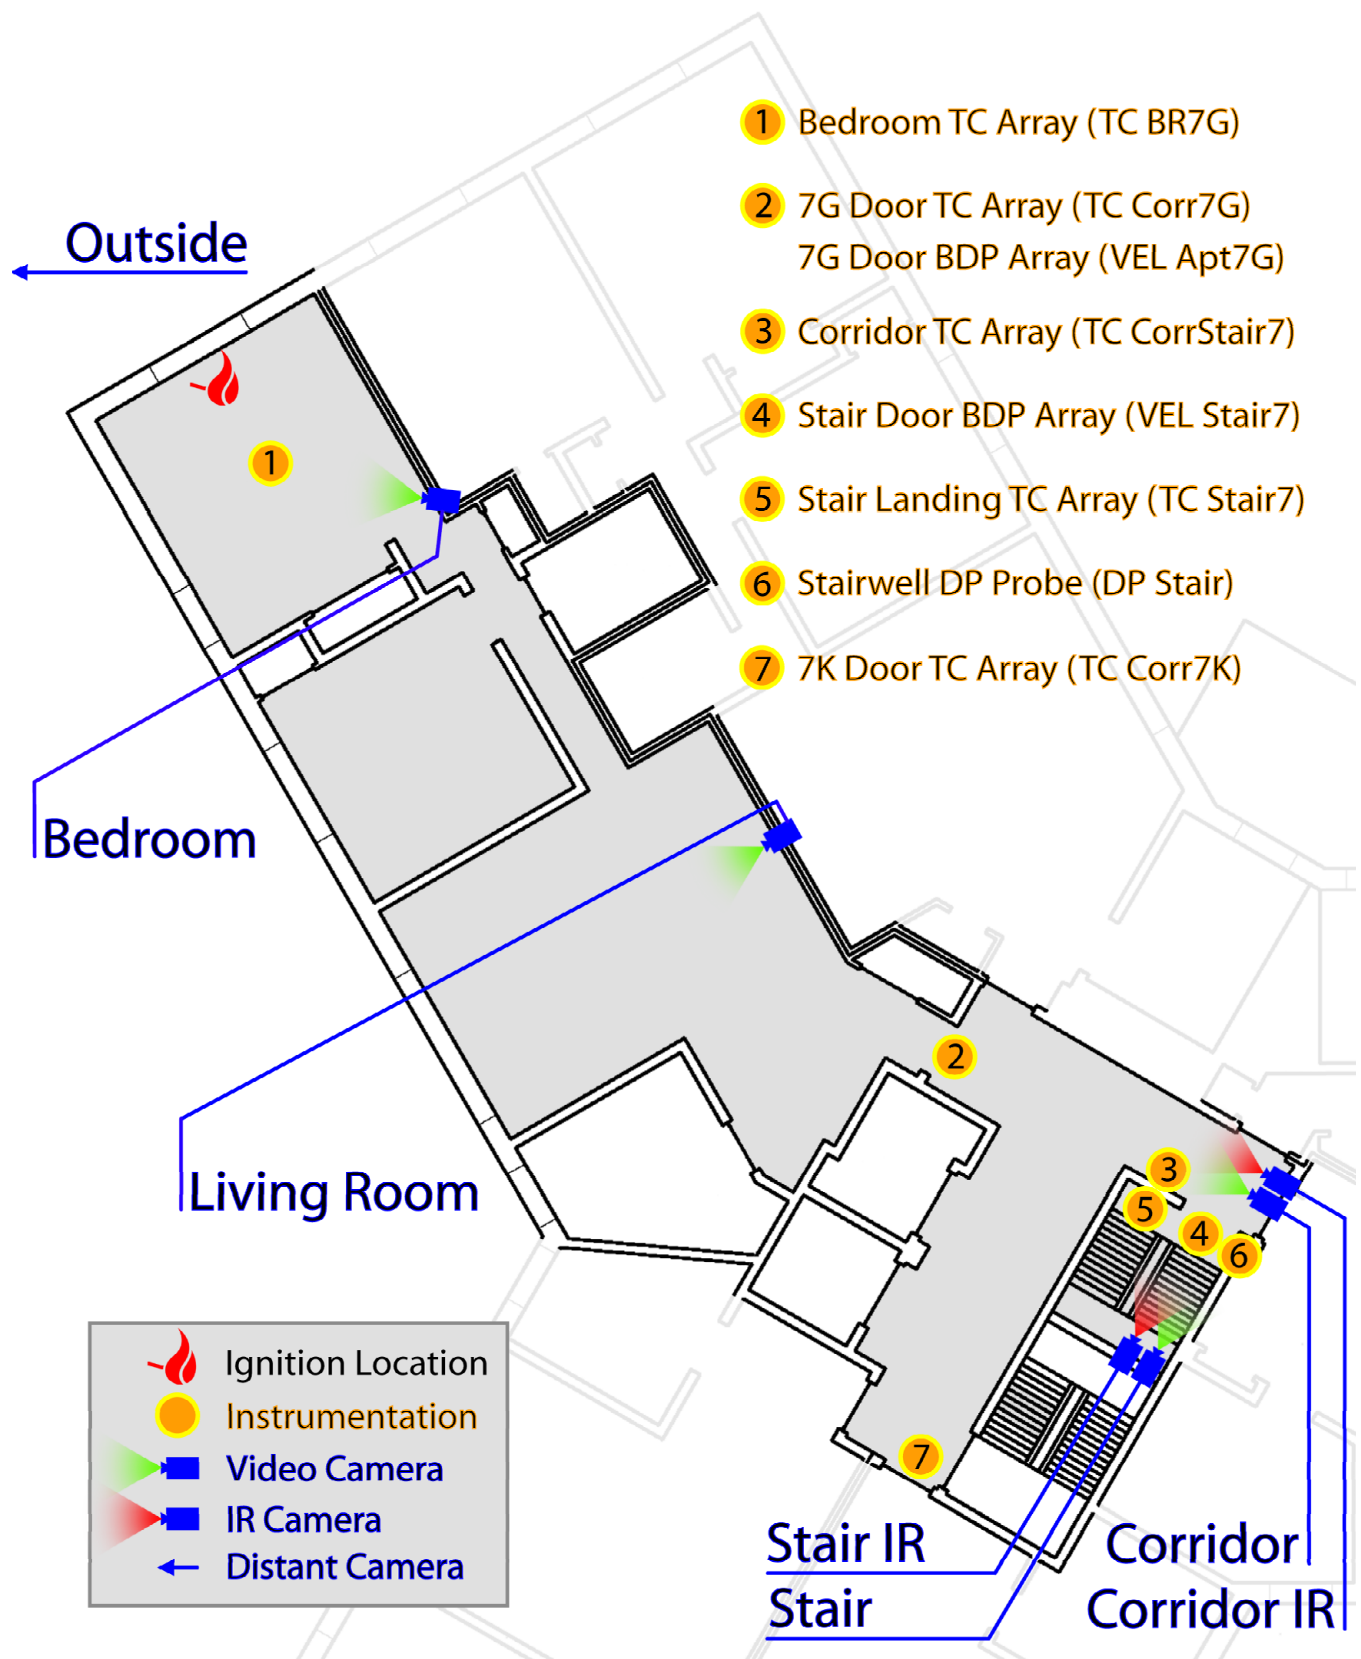 1 Bedroom TC Array (TC BR7G)
2 7G Door TC Array (TC Corr7G)
7G Door BDP Array (VEL Apt7G)
3 Corridor TC Array (TC CorrStair7)
4 Stair Door BDP Array (VEL Stair7)
5 Stair Landing TC Array (TC Stair7)
6 Stairwell DP Probe (DP Stair)
7 7K Door TC Array (TC Corr7K)
Outside
1
Bedroom
2
Living Room
3
5
4
6
7
Ignition Location
Instrumentation
Video Camera
IR Camera
Distant Camera
Stair IR
Stair
Corridor
Corridor IR